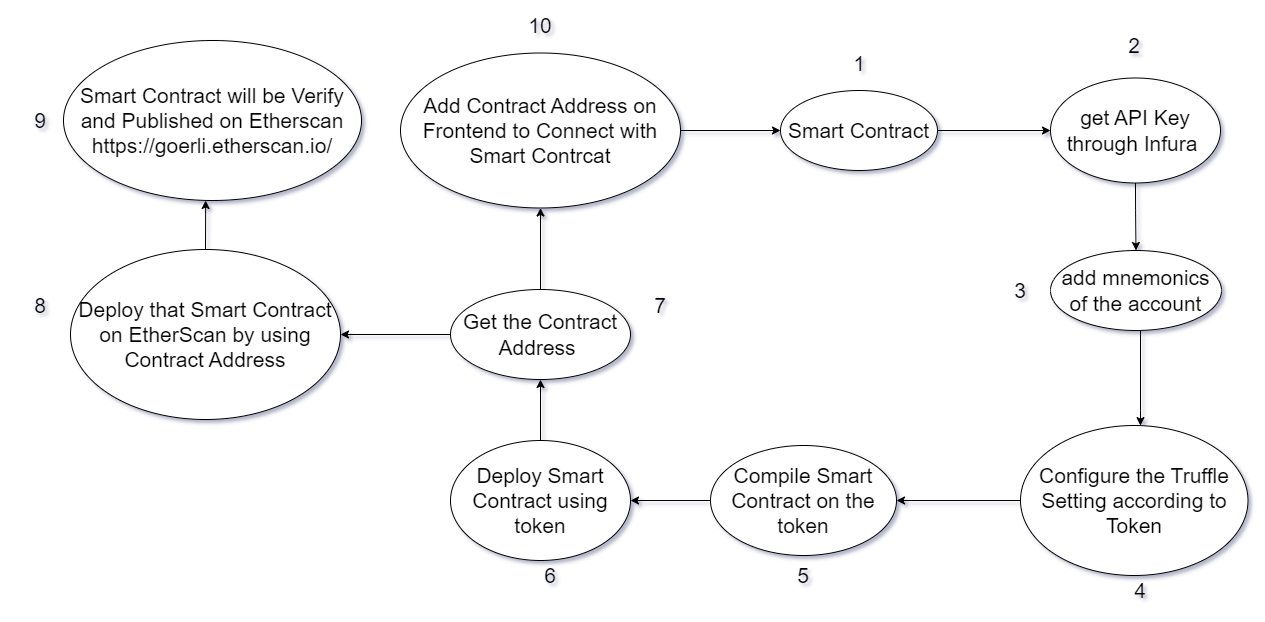 1
Smart Contract
2
get API Key
through Infura
3
add mnemonics
of the account
4
Configure the Truffle
Setting according to
Token
5
Compile Smart
Contract on the
token
6
Deploy Smart
Contract using
token
7
Get the Contract
Address
8
Deploy that Smart Contract
on EtherScan by using
Contract Address
9
Smart Contract will be Verify
and Published on Etherscan
https://goerli.etherscan.io/
10
Add Contract Address on
Frontend to Connect with
Smart Contrcat